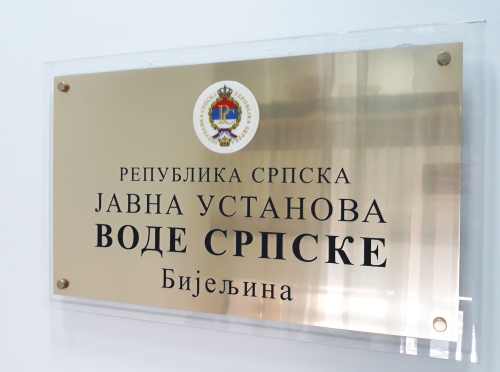 РЕПУБЛИКА СРПСКА
ЈАВНА УСТАНОВА
ВОДЕ СРПСКЕ
Бијељина